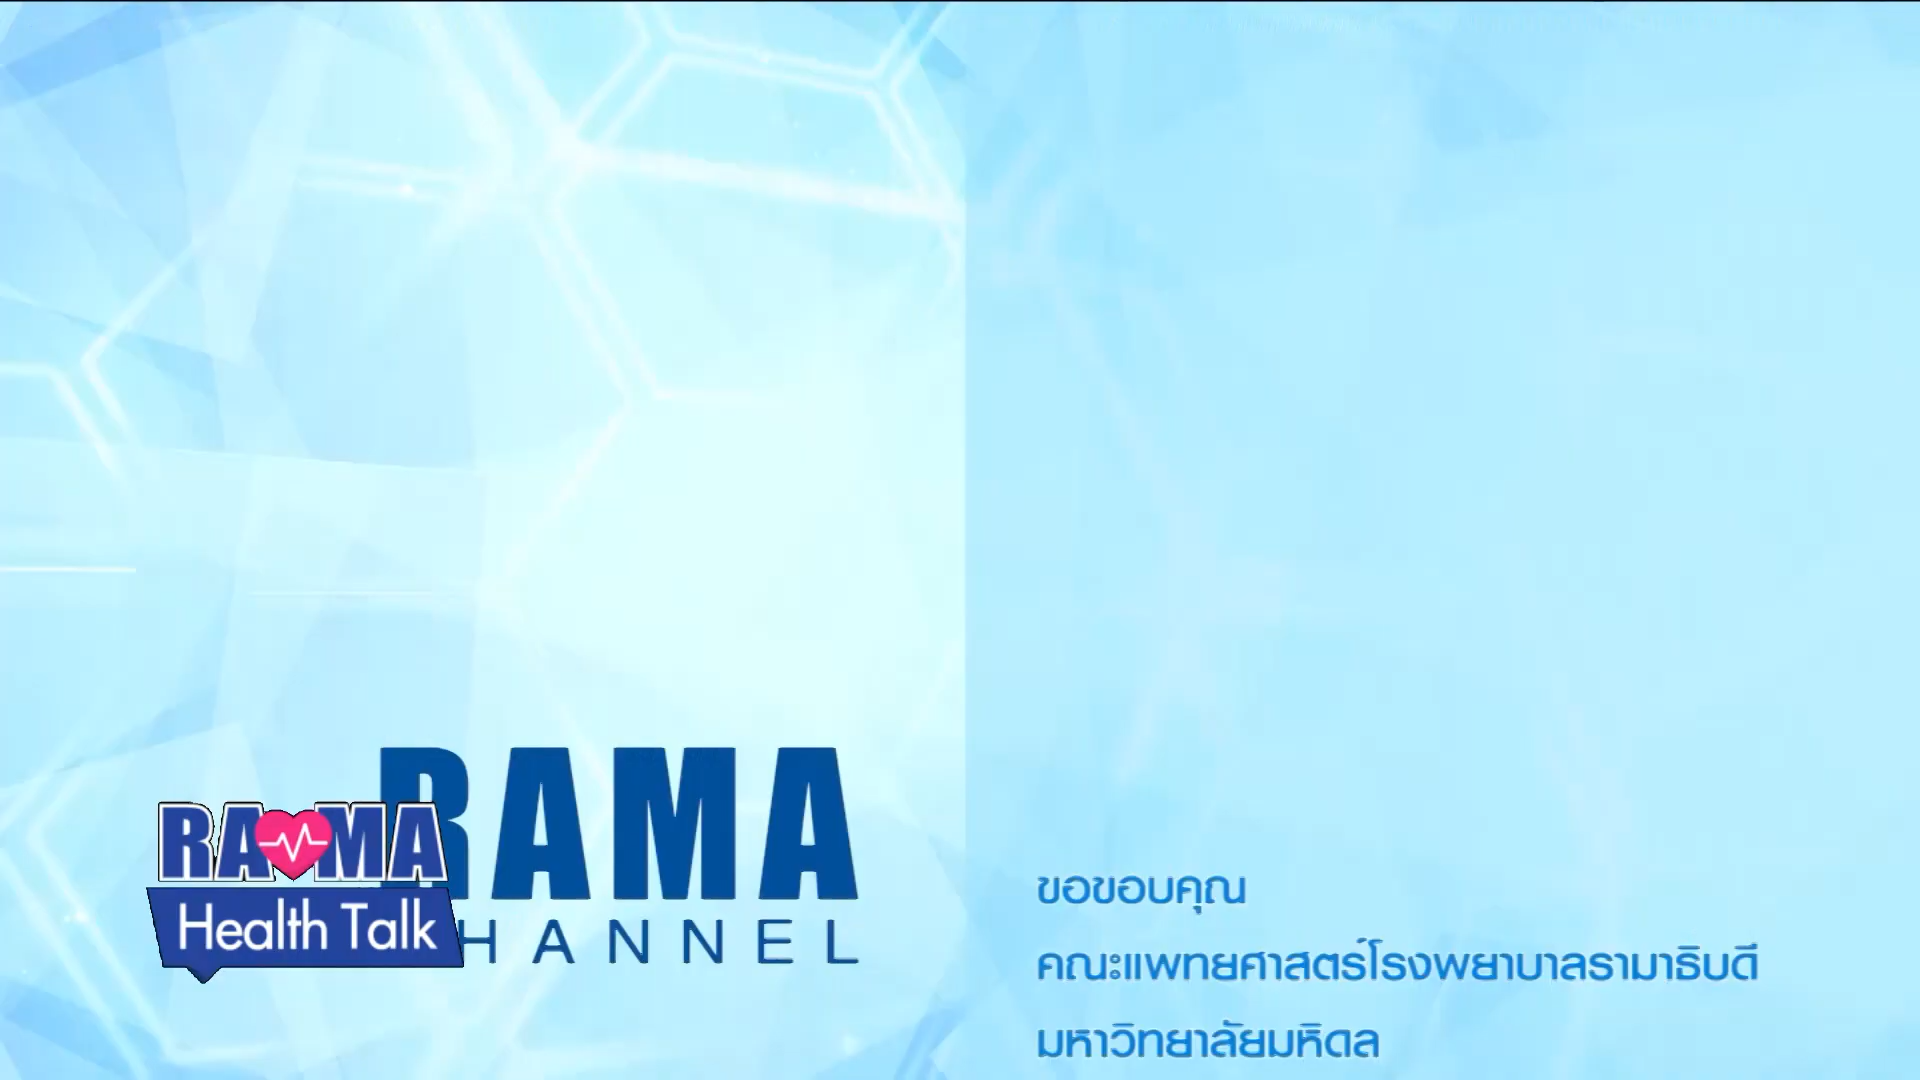 RAMA
HANNEL
RAMA
Health Talk
ขอขอบคุณ
คณะแพทยศาสตร์โรงพยาบาลรามาธิบดี
มหาวิทยาลัยมหิดล